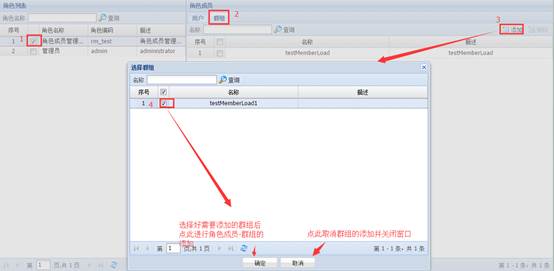 角色列表
角色名称 查询
序号 角色名称 角色编码 描述
1 1 角色成员管理... rm_test 角色成员管理...
2 管理员 admin administrator
第 1 页,共 1 页
角色成员
用户 群组 2
3
名称 查询 添加
序号 名称 描述
1 testMemberLoad testMemberLoad
选择群组
名称 查询
序号 名称 描述
1 4 testMemberLoad1
选择好需要添加的群组后
点此进行角色成员-群组的
添加
点此取消群组的添加并关闭窗口
第 1 页,共 1 页 第 1 - 1 条, 共 1 条
确定 取消
第 1 - 1 条, 共 1 条